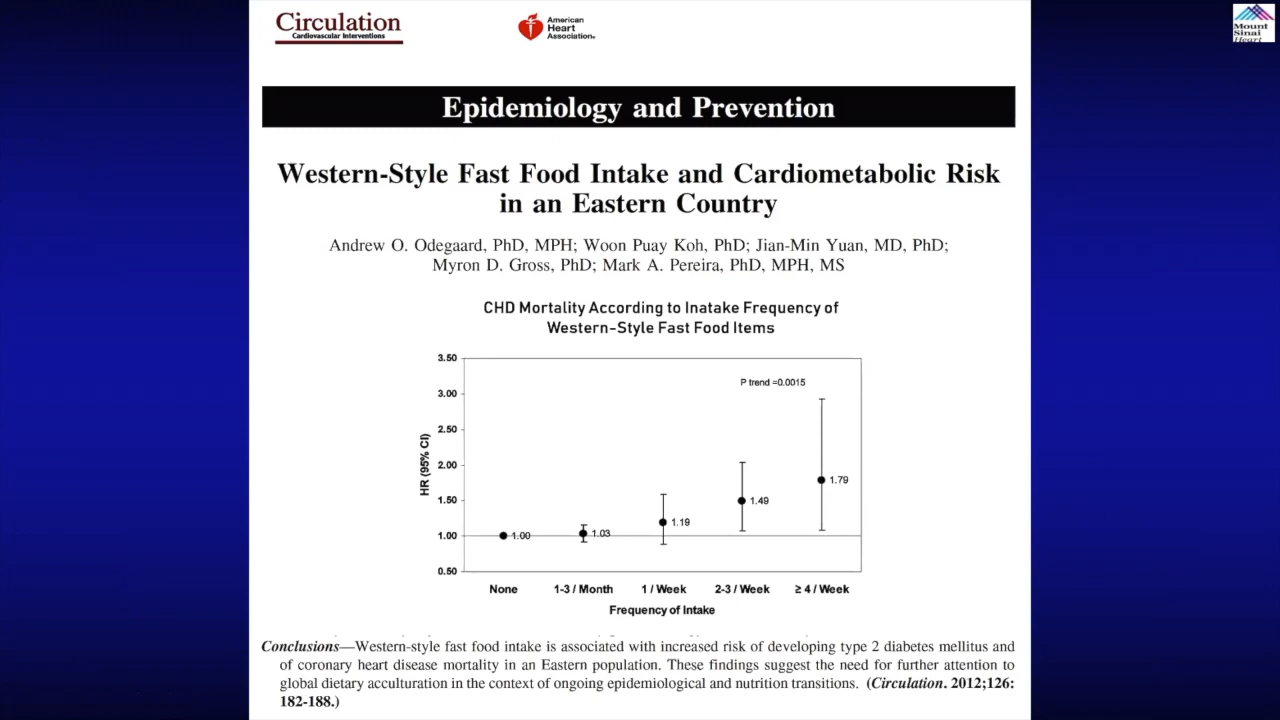 Circulation
Cardiovascular Interventions
American
Heart
Association®
Mount
Sinai
Heart
Epidemiology and Prevention
Western-Style Fast Food Intake and Cardiometabolic Risk
in an Eastern Country
Andrew O. Odegaard, PhD, MPH; Woon Puay Koh, PhD; Jian-Min Yuan, MD, PhD;
Myron D. Gross, PhD; Mark A. Pereira, PhD, MPH, MS
CHD Mortality According to Inatake Frequency of
Western-Style Fast Food Items
3.50
3.00
2.50
2.00
1.50
1.00
0.50
HR (95% CI)
P trend =0.0015
1.00
1.03
1.19
1.49
1.79
None
1-3 / Month
1 / Week
2-3 / Week
≥ 4 / Week
Frequency of Intake
Conclusions—Western-style fast food intake is associated with increased risk of developing type 2 diabetes mellitus and
of coronary heart disease mortality in an Eastern population. These findings suggest the need for further attention to
global dietary acculturation in the context of ongoing epidemiological and nutrition transitions. (Circulation. 2012;126:
182-188.)